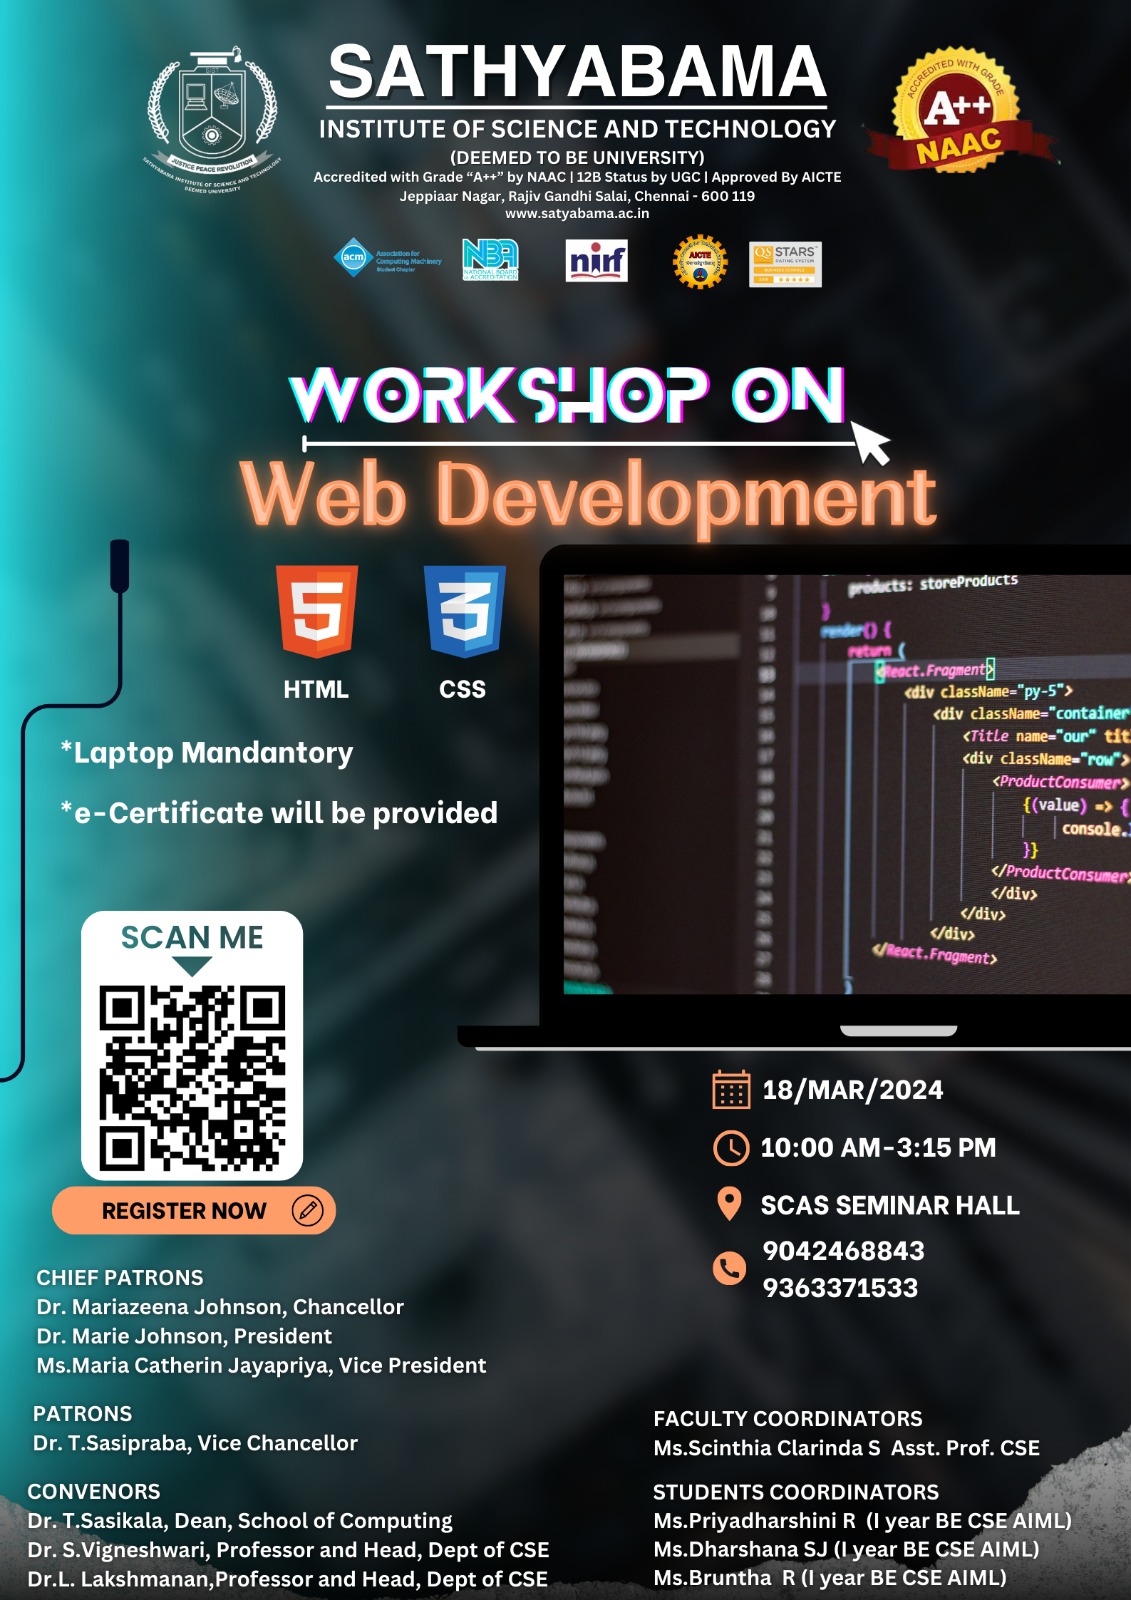 SATHYABAMA
INSTITUTE OF SCIENCE AND TECHNOLOGY
(DEEMED TO BE UNIVERSITY)
Accredited with Grade “A++” by NAAC | 12B Status by UGC | Approved By AICTE
Jeppiaar Nagar, Rajiv Gandhi Salai, Chennai - 600 119
www.satyabama.ac.in
JUSTICE PEACE REVOLUTION
SATHYABAMA INSTITUTE OF SCIENCE AND TECHNOLOGY
DEEMED UNIVERSITY
ACCREDITED WITH GRADE
A++
NAAC
acm
Association for
Computing Machinery
Student Chapter
NBA
NATIONAL BOARD
of ACCREDITATION
nirf
AICTE
QS STARS
RATING SYSTEM
WORKSHOP ON
Web Development
HTML
CSS
*Laptop Mandantory
*e-Certificate will be provided
products: storeProducts
}
render() {
return (
<React.Fragment>
<div className="py-5">
<div className="container
<Title name="our" tit
<div className="row">
<ProductConsumer>
{(value) => {
console.
}}
</ProductConsumer>
</div>
</div>
</div>
</React.Fragment>
SCAN ME
REGISTER NOW
18/MAR/2024
10:00 AM-3:15 PM
SCAS SEMINAR HALL
9042468843
9363371533
CHIEF PATRONS
Dr. Mariazeena Johnson, Chancellor
Dr. Marie Johnson, President
Ms.Maria Catherin Jayapriya, Vice President
PATRONS
Dr. T.Sasipraba, Vice Chancellor
CONVENORS
Dr. T.Sasikala, Dean, School of Computing
Dr. S.Vigneshwari, Professor and Head, Dept of CSE
Dr.L. Lakshmanan,Professor and Head, Dept of CSE
FACULTY COORDINATORS
Ms.Scinthia Clarinda S Asst. Prof. CSE
STUDENTS COORDINATORS
Ms.Priyadharshini R (I year BE CSE AIML)
Ms.Dharshana SJ (I year BE CSE AIML)
Ms.Bruntha R (I year BE CSE AIML)